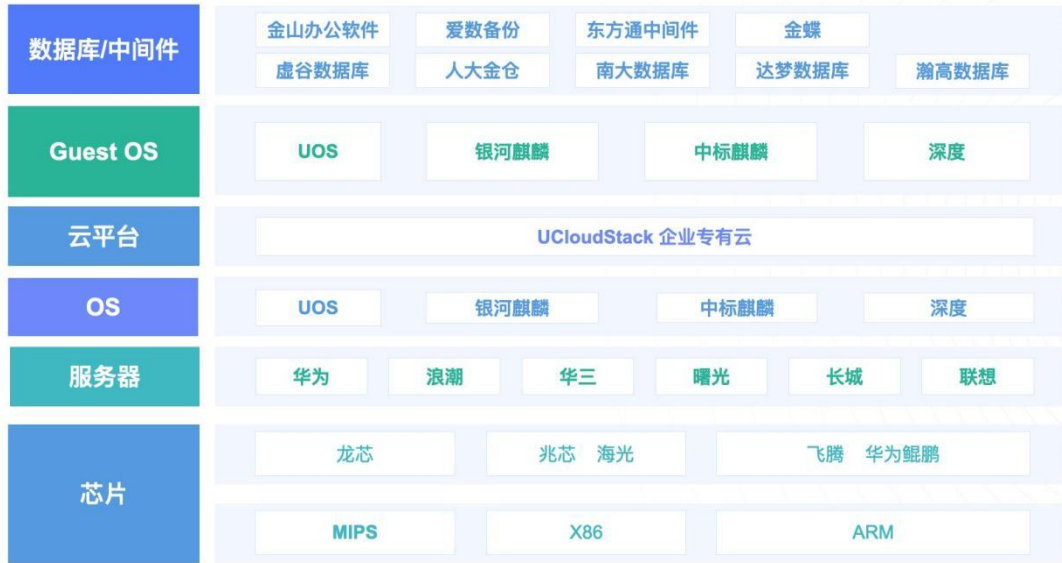 数据库/中间件
金山办公软件 爱数备份 东方通中间件 金蝶
虚谷数据库 人大金仓 南大数据库 达梦数据库 瀚高数据库
Guest OS
UOS 银河麒麟 中标麒麟 深度
云平台
UCloudStack 企业专有云
OS
UOS 银河麒麟 中标麒麟 深度
服务器
华为 浪潮 华三 曙光 长城 联想
芯片
龙芯 兆芯 海光 飞腾 华为鲲鹏
MIPS X86 ARM